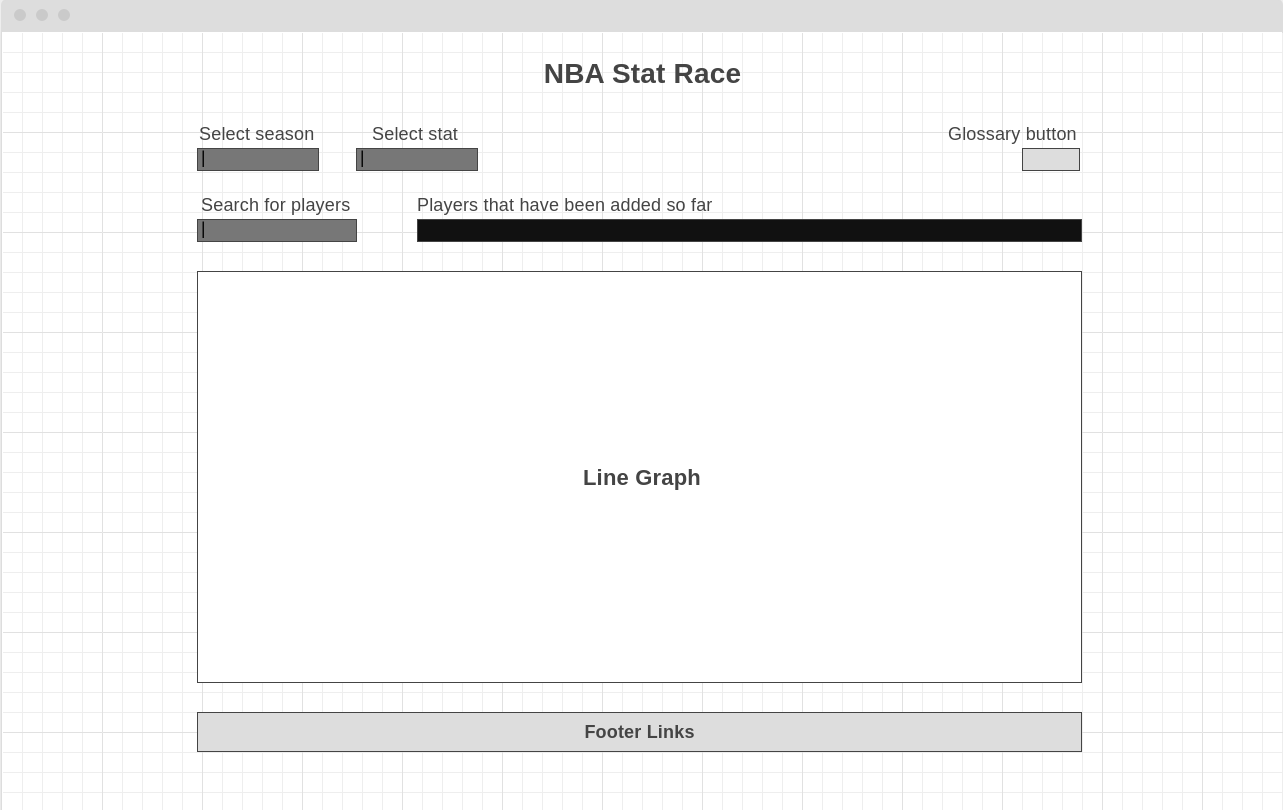 NBA Stat Race
Select season
Select stat
Glossary button
Search for players
Players that have been added so far
Line Graph
Footer Links